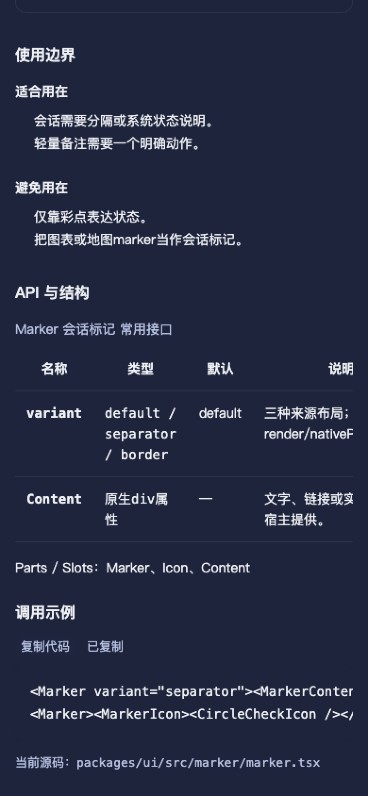 使用边界
适合用在
会话需要分隔或系统状态说明。
轻量备注需要一个明确动作。
避免用在
仅靠彩点表达状态。
把图表或地图marker当作会话标记。
API 与结构
Marker 会话标记 常用接口
名称 类型 默认 说明
variant default / separator / border default 三种来源布局；
render/nativeF
Content 原生div属性 — 文字、链接或实
宿主提供。
Parts / Slots：Marker、Icon、Content
调用示例
复制代码 已复制
<Marker variant="separator"><MarkerConten
<Marker><MarkerIcon><CircleCheckIcon /></
当前源码：packages/ui/src/marker/marker.tsx